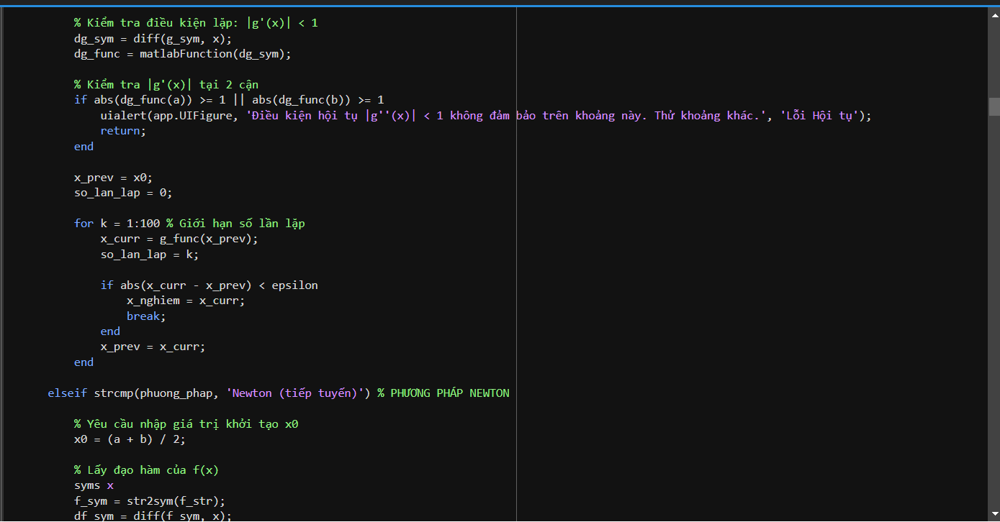 % Kiểm tra điều kiện lặp: |g'(x)| < 1
dg_sym = diff(g_sym, x);
dg_func = matlabFunction(dg_sym);
% Kiểm tra |g'(x)| tại 2 cận
if abs(dg_func(a)) >= 1 || abs(dg_func(b)) >= 1
uialert(app.UIFigure, 'Điều kiện hội tụ |g''(x)| < 1 không đảm bảo trên khoảng này. Thử khoảng khác.', 'Lỗi Hội tụ');
return;
end
x_prev = x0;
so_lan_lap = 0;
for k = 1:100 % Giới hạn số lần lặp
x_curr = g_func(x_prev);
so_lan_lap = k;
if abs(x_curr - x_prev) < epsilon
x_nghiem = x_curr;
break;
end
x_prev = x_curr;
end
elseif strcmp(phuong_phap, 'Newton (tiếp tuyến)') % PHƯƠNG PHÁP NEWTON
% Yêu cầu nhập giá trị khởi tạo x0
x0 = (a + b) / 2;
% Lấy đạo hàm của f(x)
syms x
f_sym = str2sym(f_str);
df_sym = diff(f_sym, x);